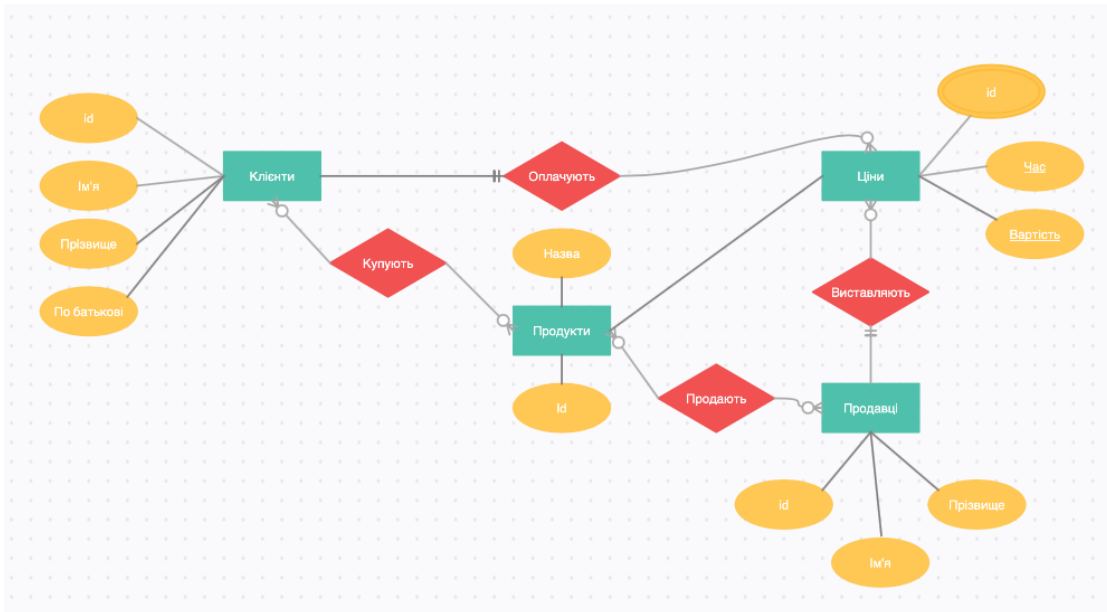 id
id
Час
Ім'я
Клієнти
Оплачують
Ціни
Прізвище
Вартість
Назва
Купують
Виставляють
По батькові
Продукти
Продають
Id
Продавці
id
Прізвище
Ім'я